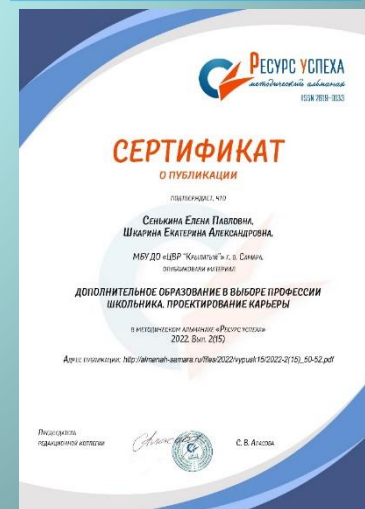 РЕСУРС УСПЕХА
методический альманах
ISSN 2619-0033
СЕРТИФИКАТ
О ПУБЛИКАЦИИ
ПОДТВЕРЖДАЕТ, ЧТО
Сенькина Елена Павловна,
Шкарина Екатерина Александровна,
МБУ ДО «ЦВР "Крылатый"» г. о. Самара,
ОПУБЛИКОВАЛИ МАТЕРИАЛ
ДОПОЛНИТЕЛЬНОЕ ОБРАЗОВАНИЕ В ВЫБОРЕ ПРОФЕССИИ
ШКОЛЬНИКА. ПРОЕКТИРОВАНИЕ КАРЬЕРЫ
В МЕТОДИЧЕСКОМ АЛЬМАНАХЕ «РЕСУРС УСПЕХА»
2022. Вып. 2(15)
Адрес публикации: http://almanah-samara.ru/files/2022/vypusk15/2022-2(15)_50-52.pdf
Председатель
редакционной коллегии
С. В. Агасова